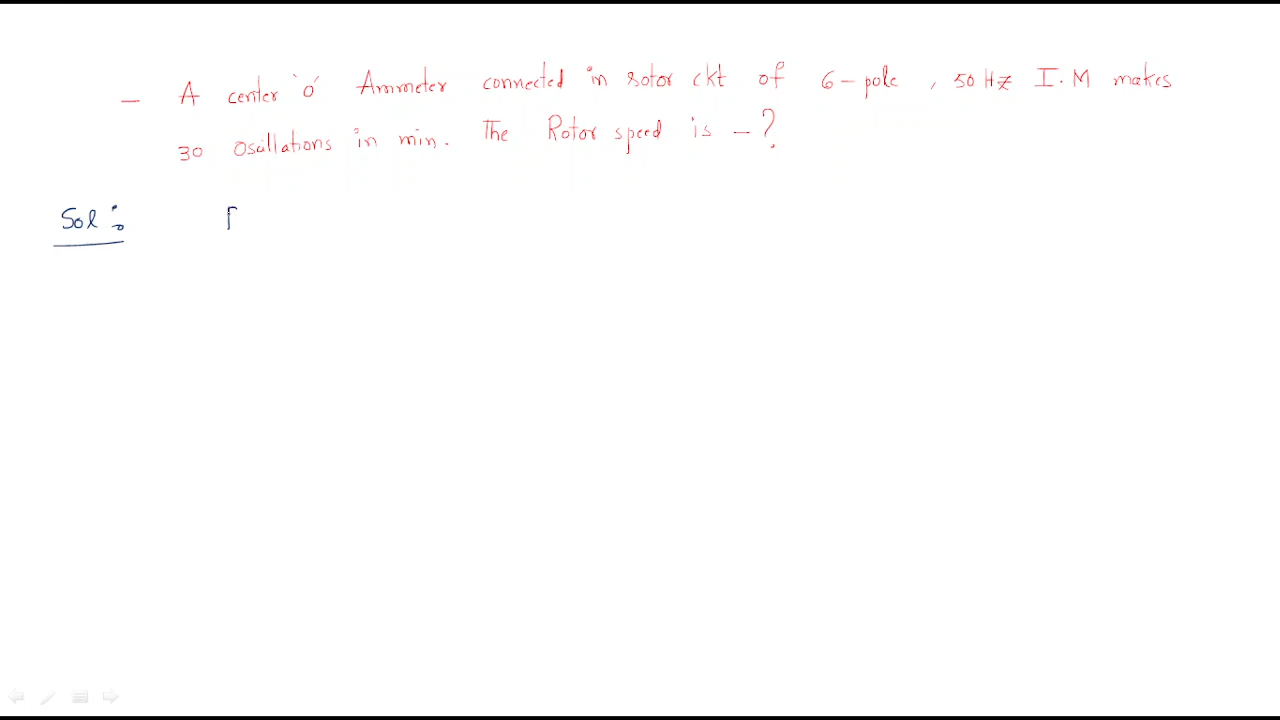 - A center '0' Ammeter connected in rotor ckt of 6-pole, 50 Hz I.M makes
30 oscillations in min. The Rotor speed is - ?
Sol :